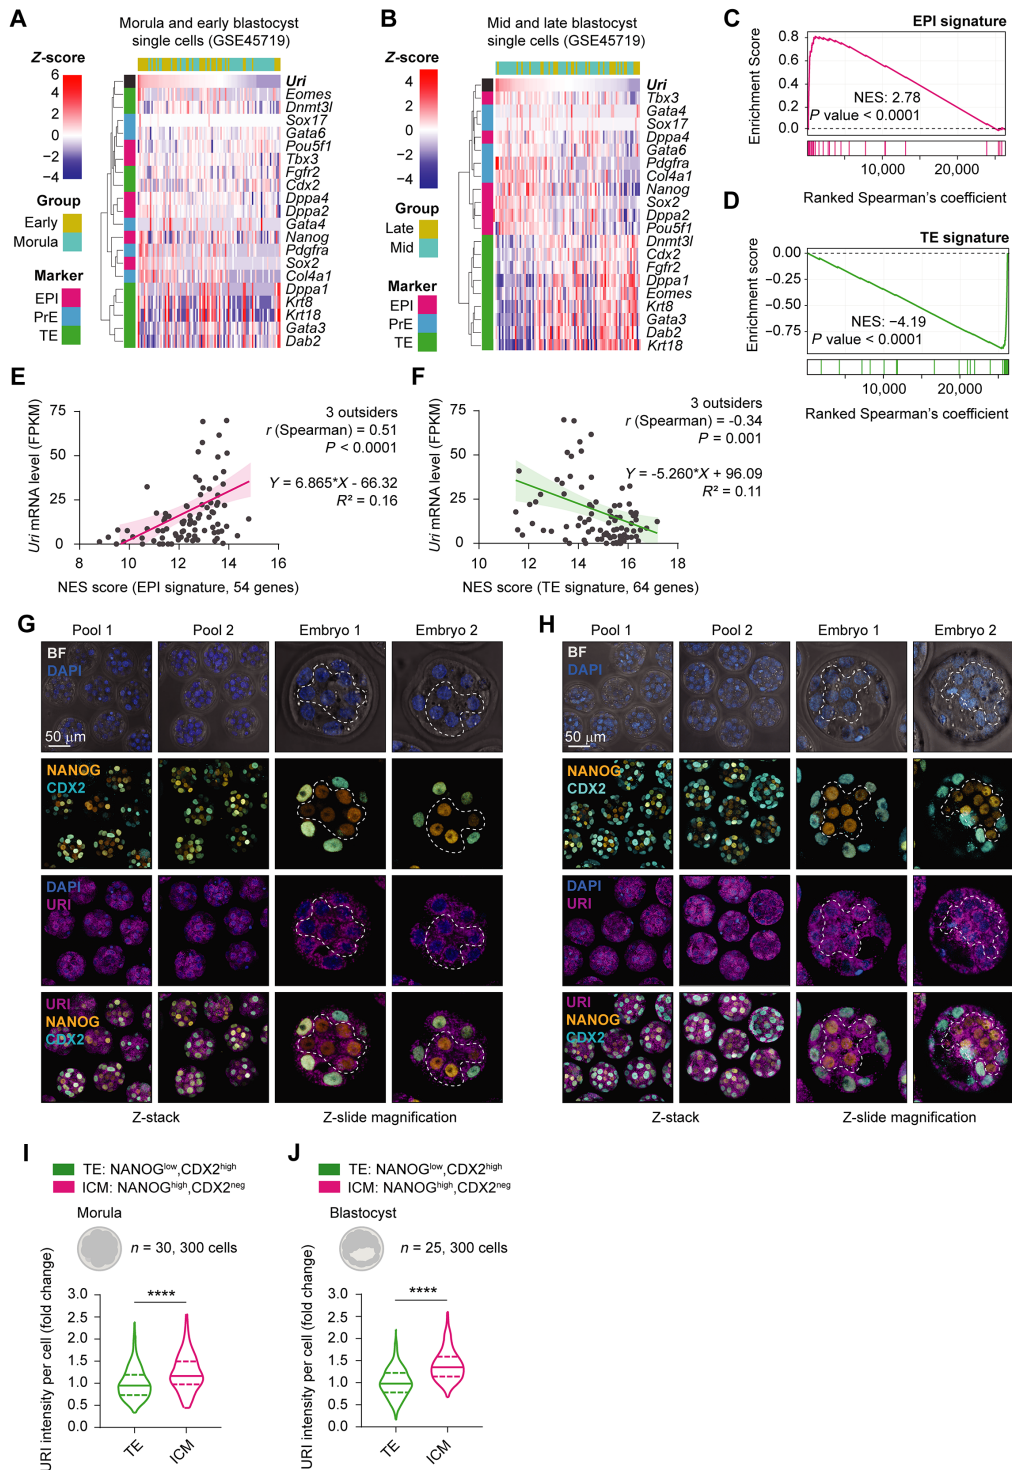 A
Morula and early blastocyst
single cells (GSE45719)
Z-score
6
4
2
0
−2
−4
Group
Early
Morula
Marker
EPI
PrE
TE
Uri
Eomes
Dnmt3l
Sox17
Gata6
Pou5f1
Tbx3
Fgfr2
Cdx2
Dppa4
Dppa2
Gata4
Nanog
Pdgfra
Sox2
Col4a1
Dppa1
Krt8
Krt18
Gata3
Dab2
B
Mid and late blastocyst
single cells (GSE45719)
Z-score
4
2
0
−2
−4
Group
Late
Mid
Marker
EPI
PrE
TE
Uri
Tbx3
Gata4
Sox17
Dppa4
Gata6
Pdgfra
Col4a1
Nanog
Sox2
Dppa2
Pou5f1
Dnmt3l
Cdx2
Fgfr2
Dppa1
Eomes
Krt8
Gata3
Dab2
Krt18
C
EPI signature
Enrichment Score
0.8
0.6
0.4
0.2
0.0
NES: 2.78
P value < 0.0001
10,000
20,000
Ranked Spearman's coefficient
D
TE signature
Enrichment score
0.00
−0.25
−0.50
−0.75
NES: −4.19
P value < 0.0001
10,000
20,000
Ranked Spearman's coefficient
E
Uri mRNA level (FPKM)
75
50
25
0
8
10
12
14
16
3 outsiders
r (Spearman) = 0.51
P < 0.0001
Y = 6.865*X - 66.32
R² = 0.16
NES score (EPI signature, 54 genes)
F
Uri mRNA level (FPKM)
75
50
25
0
10
12
14
16
18
3 outsiders
r (Spearman) = -0.34
P = 0.001
Y = -5.260*X + 96.09
R² = 0.11
NES score (TE signature, 64 genes)
G
Pool 1
Pool 2
Embryo 1
Embryo 2
BF
DAPI
50 μm
NANOG
CDX2
DAPI
URI
URI
NANOG
CDX2
Z-stack
Z-slide magnification
H
Pool 1
Pool 2
Embryo 1
Embryo 2
BF
DAPI
50 μm
NANOG
CDX2
DAPI
URI
URI
NANOG
CDX2
Z-stack
Z-slide magnification
I
TE: NANOGlow,CDX2high
ICM: NANOGhigh,CDX2neg
Morula
n = 30, 300 cells
URI intensity per cell (fold change)
3.0
2.5
2.0
1.5
1.0
0.5
0.0
****
TE
ICM
J
TE: NANOGlow,CDX2high
ICM: NANOGhigh,CDX2neg
Blastocyst
n = 25, 300 cells
URI intensity per cell (fold change)
3.0
2.5
2.0
1.5
1.0
0.5
0.0
****
TE
ICM